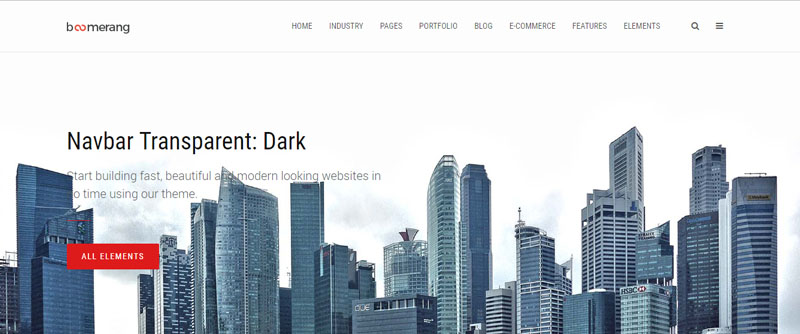 boomerang
HOME INDUSTRY PAGES PORTFOLIO BLOG E-COMMERCE FEATURES ELEMENTS
Navbar Transparent: Dark
Start building fast, beautiful and modern looking websites in
no time using our theme.
ALL ELEMENTS
HSBC